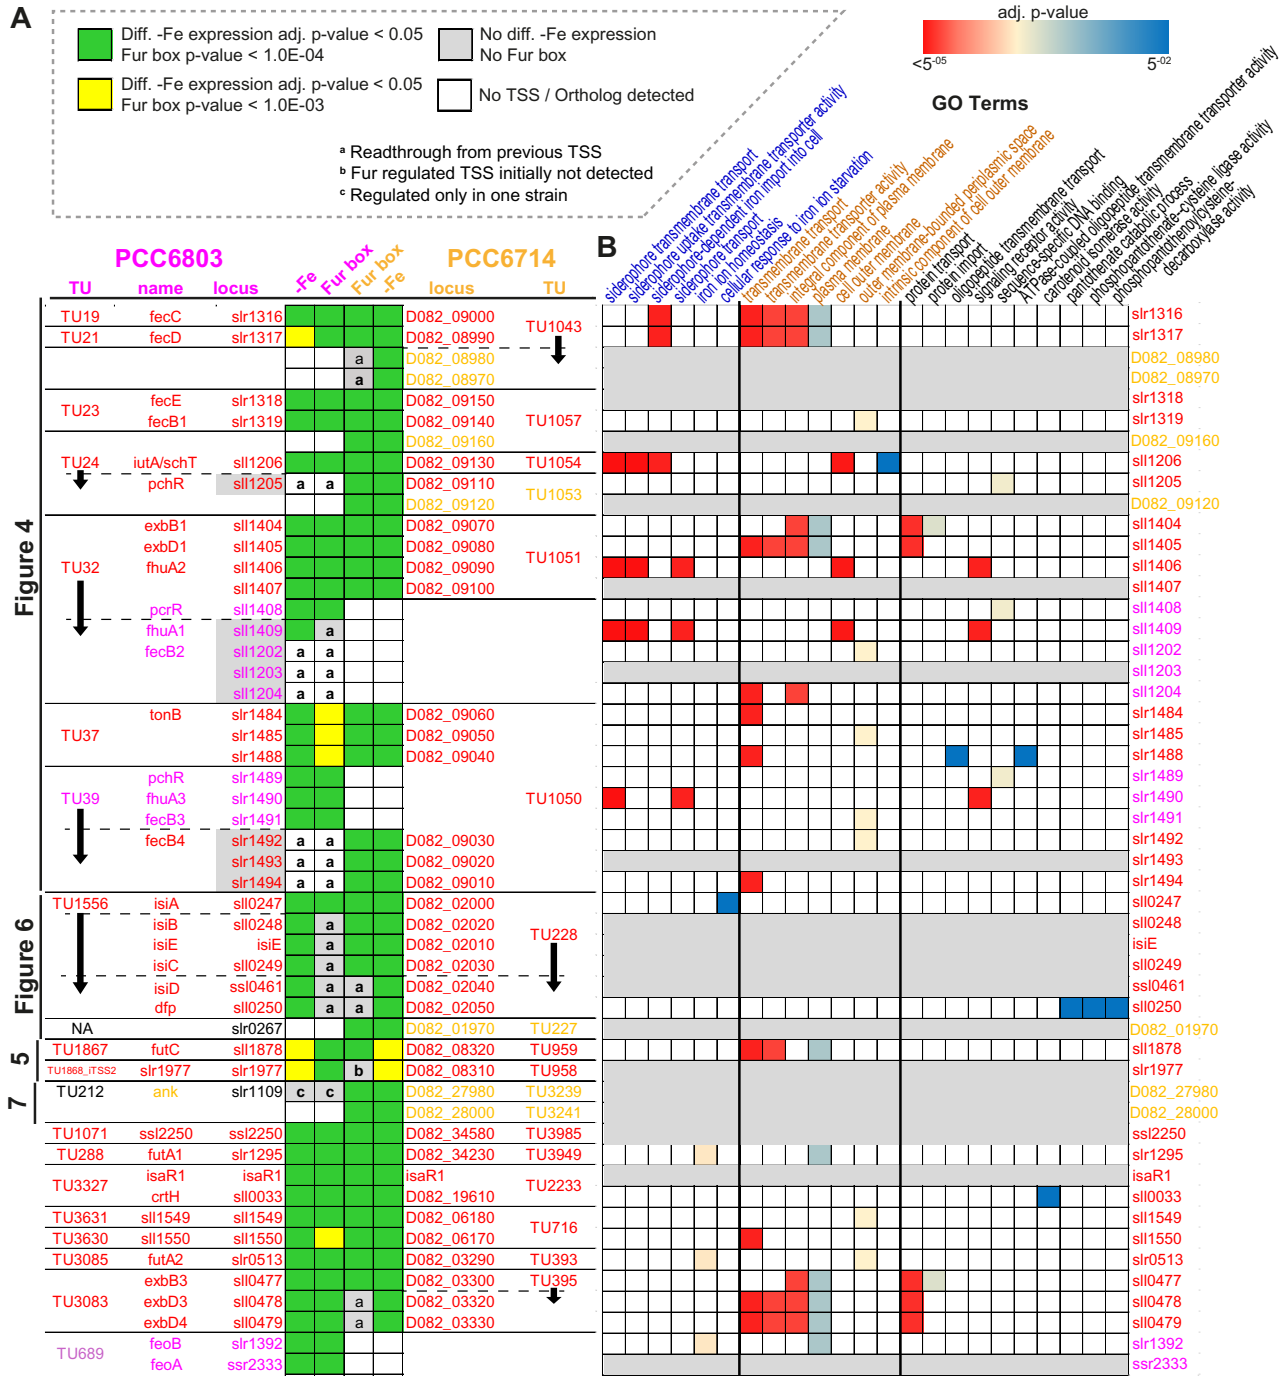 A
Diff. -Fe expression adj. p-value < 0.05
Fur box p-value < 1.0E-04
No diff. -Fe expression
No Fur box
Diff. -Fe expression adj. p-value < 0.05
Fur box p-value < 1.0E-03
No TSS / Ortholog detected
a Readthrough from previous TSS
b Fur regulated TSS initially not detected
c Regulated only in one strain
adj. p-value
<5-05 5-02
GO Terms
siderophore transmembrane transport
siderophore uptake transmembrane transporter activity
siderophore-dependent iron import into cell
siderophore transport
iron ion homeostasis
cellular response to iron ion starvation
transmembrane transport
transmembrane transporter activity
integral component of plasma membrane
plasma membrane
cell outer membrane
outer membrane-bounded periplasmic space
intrinsic component of cell outer membrane
protein transport
protein import
oligopeptide transmembrane transport
signaling receptor activity
sequence-specific DNA binding
ATPase-coupled oligopeptide transmembrane transporter activity
carotenoid isomerase activity
pantothenate catabolic process
phosphopantothenate--cysteine ligase activity
phosphopantothenoylcysteine-
decarboxylase activity
PCC6803 PCC6714
B
TU name locus -Fe Fur box Fur box -Fe locus TU
Figure 4
TU19 fecC slr1316 D082_09000 TU1043 slr1316
TU21 fecD slr1317 D082_08990 slr1317
a D082_08980 D082_08980
a D082_08970 D082_08970
TU23 fecE slr1318 D082_09150 TU1057 slr1318
fecB1 slr1319 D082_09140 slr1319
D082_09160 D082_09160
TU24 iutA/schT sll1206 D082_09130 TU1054 sll1206
pchR sll1205 a a D082_09110 TU1053 sll1205
D082_09120 D082_09120
TU32 exbB1 sll1404 D082_09070 TU1051 sll1404
exbD1 sll1405 D082_09080 sll1405
fhuA2 sll1406 D082_09090 sll1406
sll1407 D082_09100 sll1407
pcrR sll1408 sll1408
fhuA1 sll1409 a sll1409
fecB2 sll1202 a a sll1202
sll1203 a a sll1203
sll1204 a a sll1204
TU37 tonB slr1484 D082_09060 TU1050 slr1484
slr1485 D082_09050 slr1485
slr1488 D082_09040 slr1488
TU39 pchR slr1489 slr1489
fhuA3 slr1490 slr1490
fecB3 slr1491 slr1491
fecB4 slr1492 a a D082_09030 slr1492
slr1493 a a D082_09020 slr1493
slr1494 a a D082_09010 slr1494
Figure 6
TU1556 isiA sll0247 D082_02000 TU228 sll0247
isiB sll0248 a D082_02020 sll0248
isiE isiE a D082_02010 isiE
isiC sll0249 a D082_02030 sll0249
isiD ssl0461 a a D082_02040 ssl0461
dfp sll0250 a a D082_02050 sll0250
NA slr0267 D082_01970 TU227 D082_01970
5
TU1867 futC sll1878 D082_08320 TU959 sll1878
TU1868_iTSS2 slr1977 slr1977 b D082_08310 TU958 slr1977
7
TU212 ank slr1109 c c D082_27980 TU3239 D082_27980
D082_28000 TU3241 D082_28000
TU1071 ssl2250 ssl2250 D082_34580 TU3985 ssl2250
TU288 futA1 slr1295 D082_34230 TU3949 slr1295
TU3327 isaR1 isaR1 isaR1 TU2233 isaR1
crtH sll0033 D082_19610 sll0033
TU3631 sll1549 sll1549 D082_06180 TU716 sll1549
TU3630 sll1550 sll1550 D082_06170 sll1550
TU3085 futA2 slr0513 D082_03290 TU393 slr0513
TU3083 exbB3 sll0477 D082_03300 TU395 sll0477
exbD3 sll0478 a D082_03320 sll0478
exbD4 sll0479 a D082_03330 sll0479
TU689 feoB slr1392 slr1392
feoA ssr2333 ssr2333